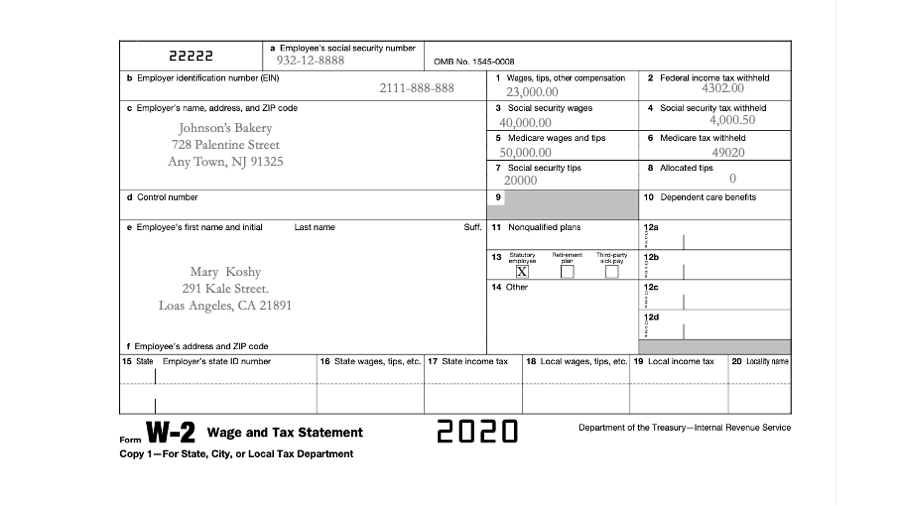 22222
a Employee's social security number
932-12-8888
OMB No. 1545-0008
b Employer identification number (EIN)
2111-888-888
1 Wages, tips, other compensation
23,000.00
2 Federal income tax withheld
4302.00
c Employer's name, address, and ZIP code
Johnson's Bakery
728 Palentine Street
Any Town, NJ 91325
3 Social security wages
40,000.00
4 Social security tax withheld
4,000.50
5 Medicare wages and tips
50,000.00
6 Medicare tax withheld
49020
7 Social security tips
20000
8 Allocated tips
0
d Control number
9
10 Dependent care benefits
e Employee's first name and initial Last name Suff.
Mary Koshy
291 Kale Street.
Loas Angeles, CA 21891
f Employee's address and ZIP code
11 Nonqualified plans
12a
Code
13 Statutory employee Retirement plan Third-party sick pay
X
12b
Code
14 Other
12c
Code
12d
Code
15 State Employer's state ID number
16 State wages, tips, etc.
17 State income tax
18 Local wages, tips, etc.
19 Local income tax
20 Locality name
Form W-2 Wage and Tax Statement
2020
Department of the Treasury—Internal Revenue Service
Copy 1—For State, City, or Local Tax Department